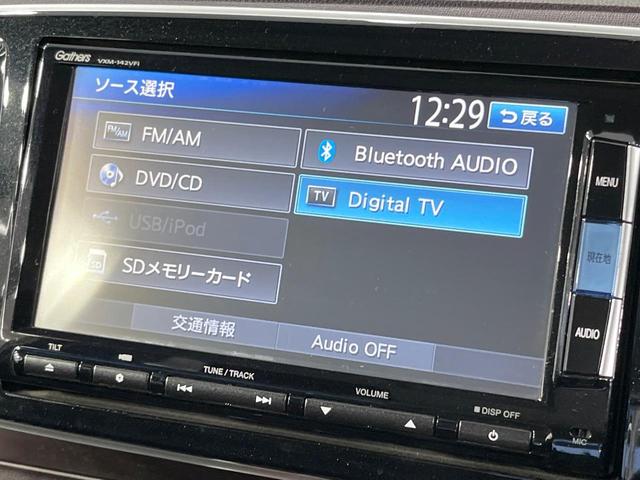 Gathers VXM-142VFi
ソース選択
12:29
戻る
FM/AM FM/AM
Bluetooth AUDIO
DVD/CD
TV Digital TV
USB/iPod
SD SDメモリーカード
交通情報
Audio OFF
MENU
現在地
AUDIO
TILT
TUNE/TRACK
VOLUME
DISP OFF
MIC